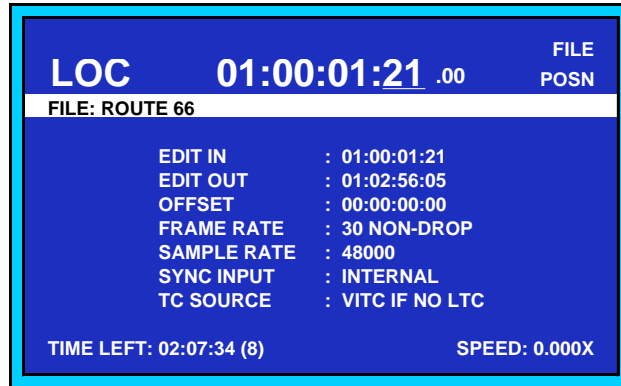 FILE
LOC 01:00:01:21 .00 POSN
FILE: ROUTE 66
EDIT IN : 01:00:01:21
EDIT OUT : 01:02:56:05
OFFSET : 00:00:00:00
FRAME RATE : 30 NON-DROP
SAMPLE RATE : 48000
SYNC INPUT : INTERNAL
TC SOURCE : VITC IF NO LTC
TIME LEFT: 02:07:34 (8) SPEED: 0.000X